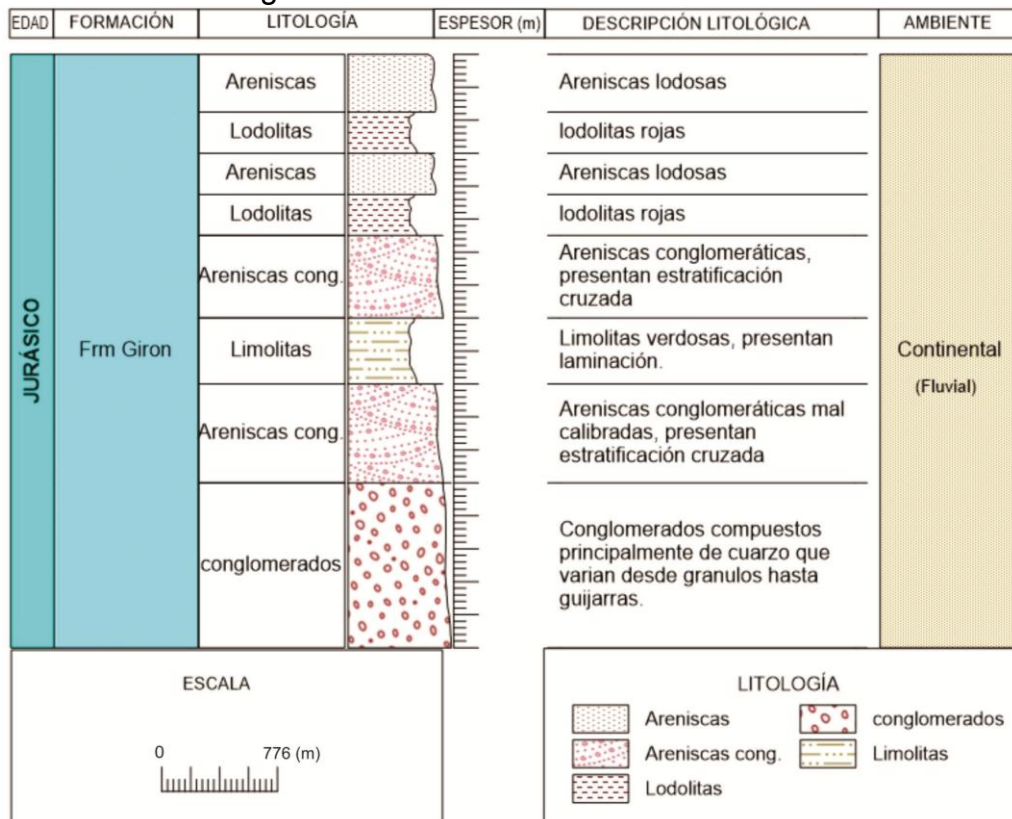 EDAD FORMACIÓN LITOLOGÍA ESPESOR (m) DESCRIPCIÓN LITOLÓGICA AMBIENTE
JURÁSICO
Frm Giron
Areniscas
Lodolitas
Areniscas
Lodolitas
Areniscas cong.
Limolitas
Areniscas cong.
conglomerados
Areniscas lodosas
lodolitas rojas
Areniscas lodosas
lodolitas rojas
Areniscas conglomeráticas,
presentan estratificación
cruzada
Limolitas verdosas, presentan
laminación.
Areniscas conglomeráticas mal
calibradas, presentan
estratificación cruzada
Conglomerados compuestos
principalmente de cuarzo que
varian desde granulos hasta
guijarras.
Continental
(Fluvial)
ESCALA
0 776 (m)
LITOLOGÍA
Areniscas
Areniscas cong.
Lodolitas
conglomerados
Limolitas